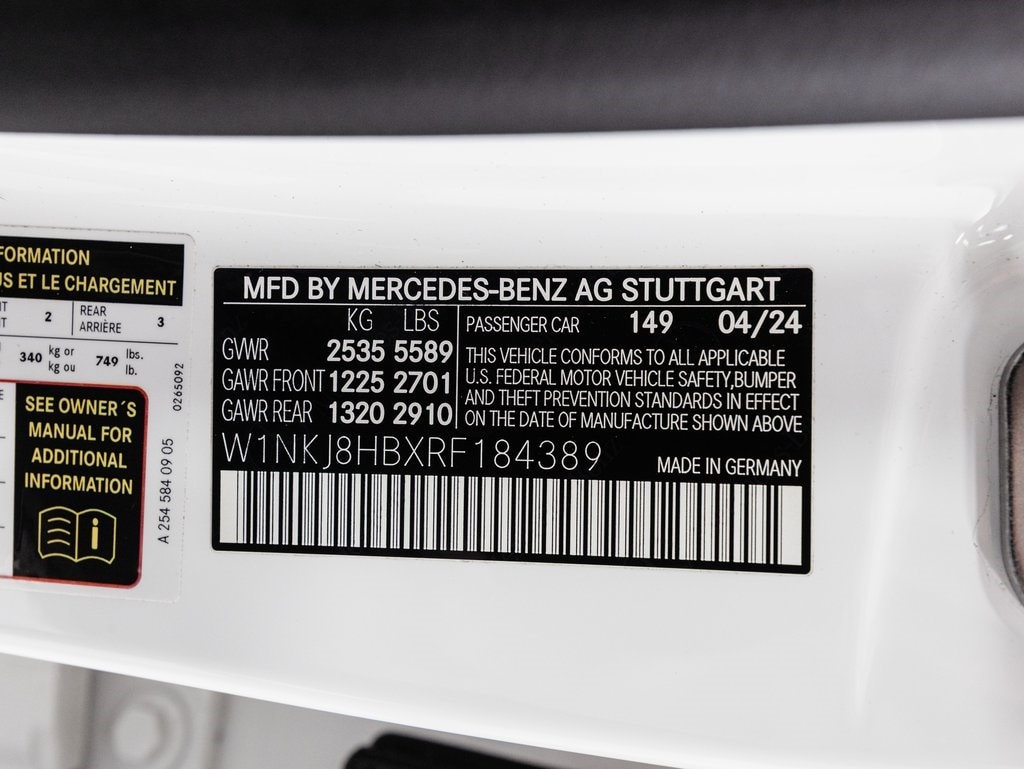 FORMATION
S ET LE CHARGEMENT
2 REAR ARRIÈRE 3
340 kg or kg ou 749 lbs. lb.
SEE OWNER´S
MANUAL FOR
ADDITIONAL
INFORMATION
A 254 584 09 05
0265092
MFD BY MERCEDES-BENZ AG STUTTGART
KG LBS
GVWR 2535 5589
GAWR FRONT 1225 2701
GAWR REAR 1320 2910
PASSENGER CAR 149 04/24
THIS VEHICLE CONFORMS TO ALL APPLICABLE
U.S. FEDERAL MOTOR VEHICLE SAFETY,BUMPER
AND THEFT PREVENTION STANDARDS IN EFFECT
ON THE DATE OF MANUFACTURE SHOWN ABOVE
W1NKJ8HBXRF184389
MADE IN GERMANY